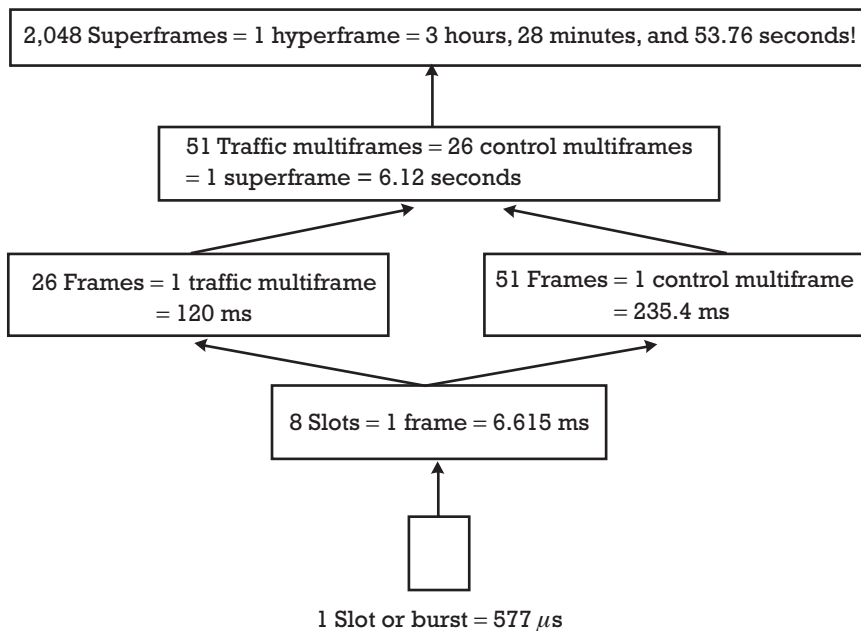 2,048 Superframes = 1 hyperframe = 3 hours, 28 minutes, and 53.76 seconds!
51 Traffic multiframes = 26 control multiframes
= 1 superframe = 6.12 seconds
26 Frames = 1 traffic multiframe
= 120 ms
51 Frames = 1 control multiframe
= 235.4 ms
8 Slots = 1 frame = 6.615 ms
1 Slot or burst = 577 μs